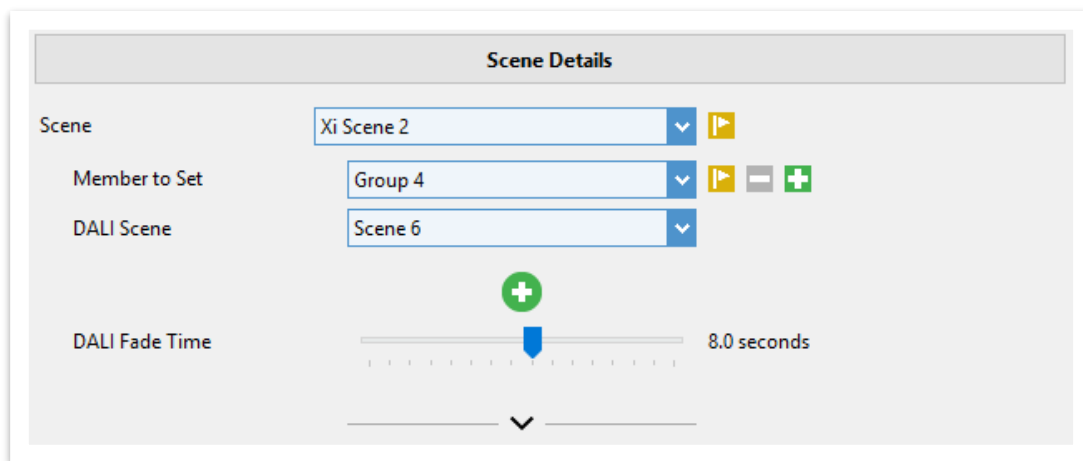 Scene Details
Scene Xi Scene 2
Member to Set Group 4
DALI Scene Scene 6
DALI Fade Time 8.0 seconds